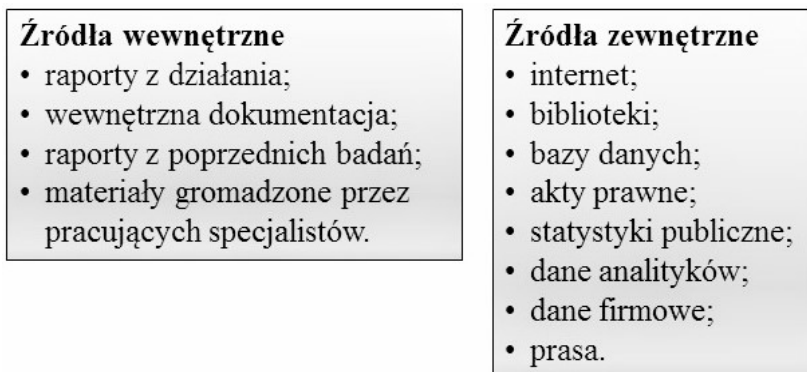 Źródła wewnętrzne
• raporty z działania;
• wewnętrzna dokumentacja;
• raporty z poprzednich badań;
• materiały gromadzone przez
pracujących specjalistów.
Źródła zewnętrzne
• internet;
• biblioteki;
• bazy danych;
• akty prawne;
• statystyki publiczne;
• dane analityków;
• dane firmowe;
• prasa.